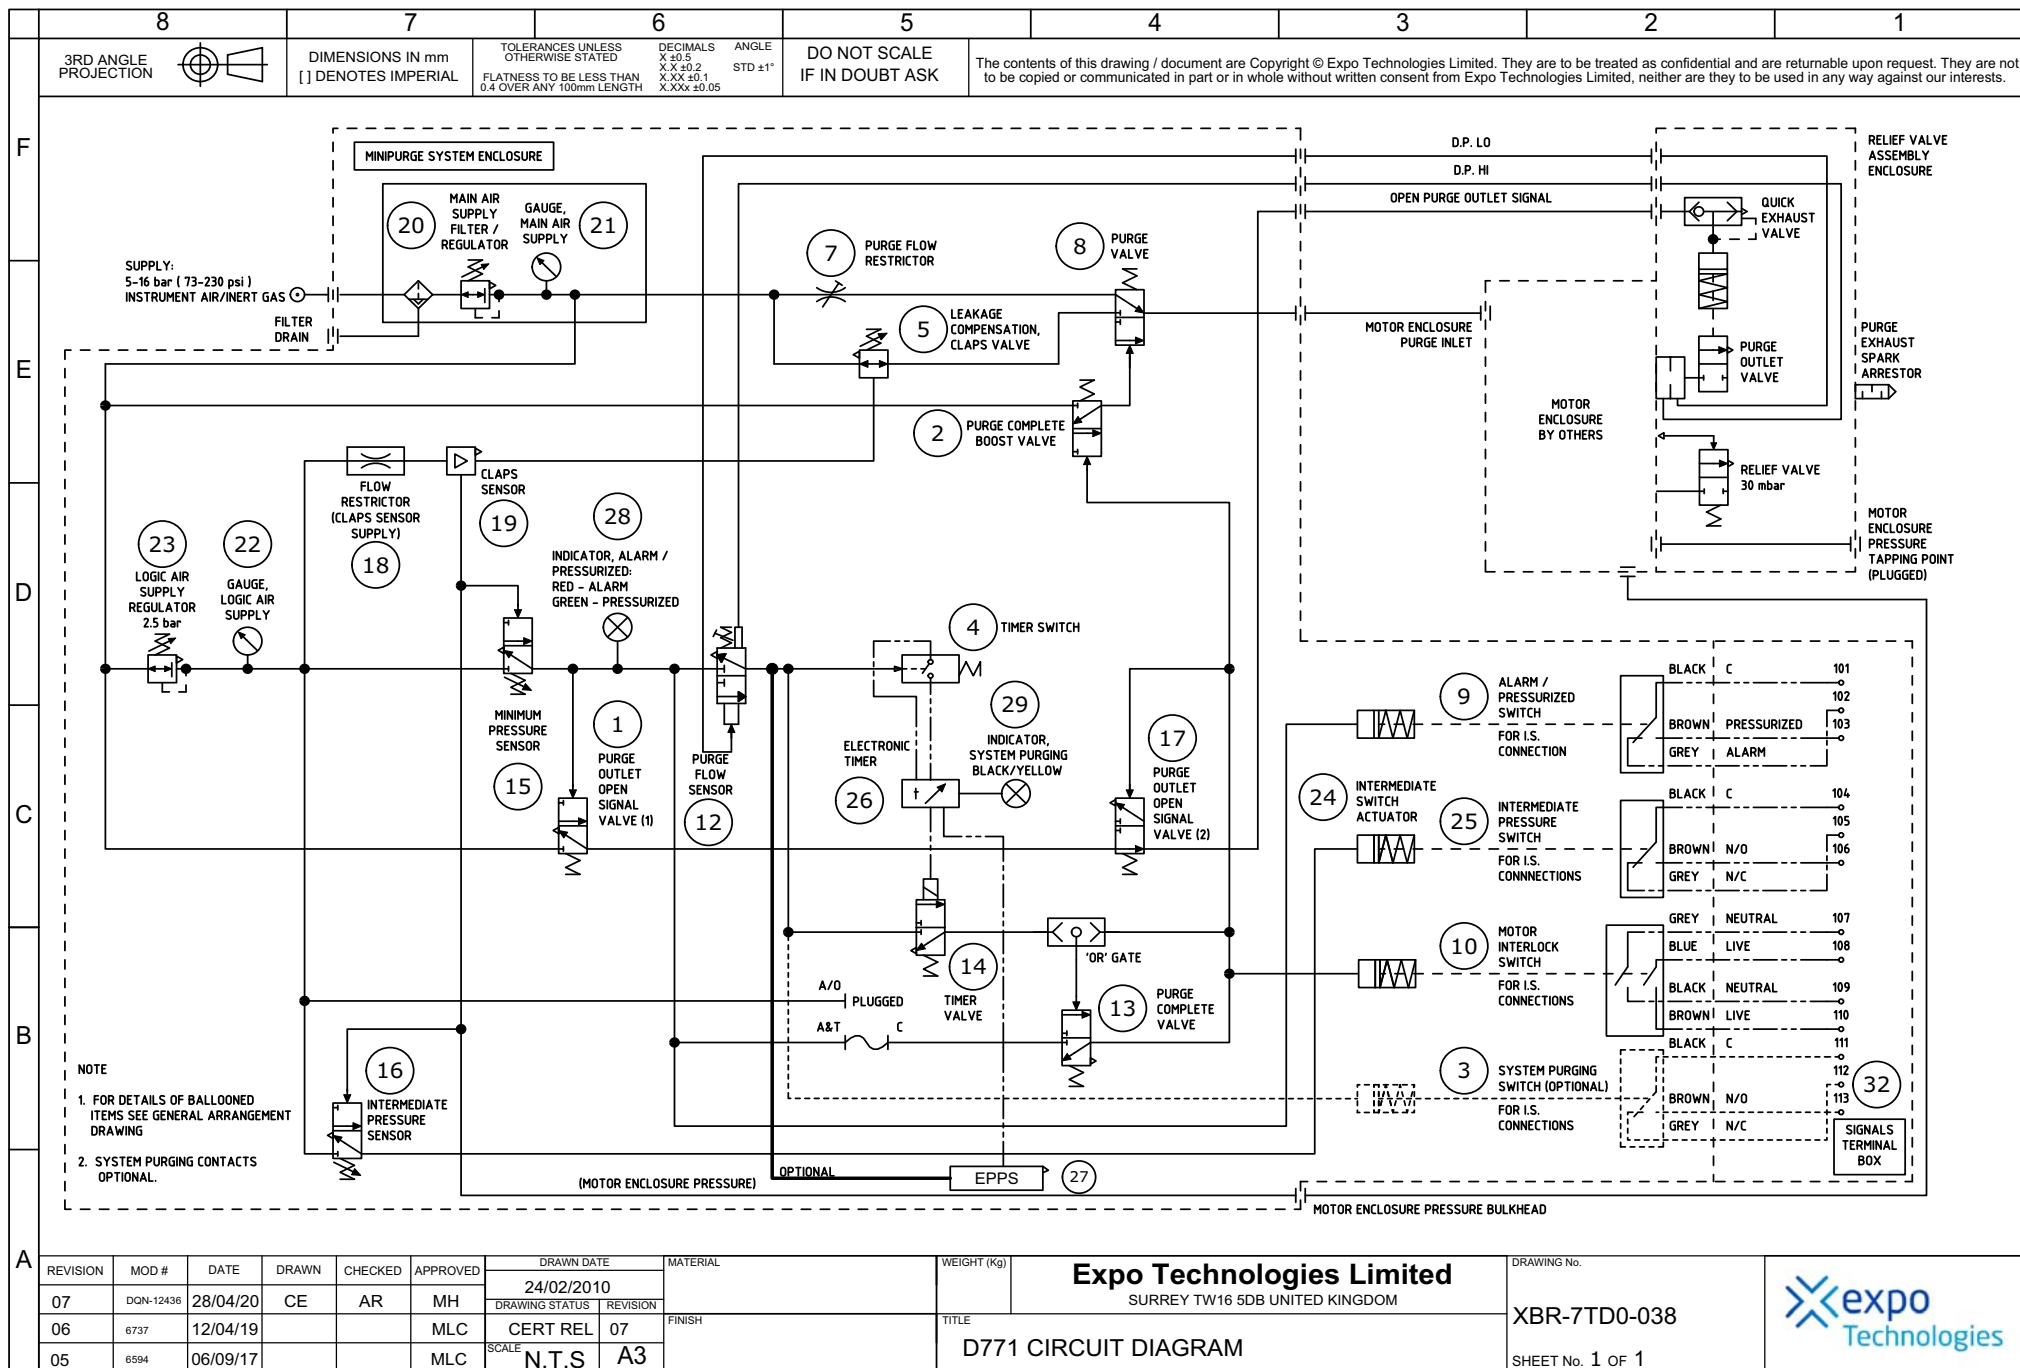 8 7 6 5 4 3 2 1
3RD ANGLE
PROJECTION
DIMENSIONS IN mm
[ ] DENOTES IMPERIAL
TOLERANCES UNLESS
OTHERWISE STATED
FLATNESS TO BE LESS THAN
0.4 OVER ANY 100mm LENGTH
DECIMALS
X ±0.5
X.X ±0.2
X.XX ±0.1
X.XXx ±0.05
ANGLE
STD ±1°
DO NOT SCALE
IF IN DOUBT ASK
The contents of this drawing / document are Copyright © Expo Technologies Limited. They are to be treated as confidential and are returnable upon request. They are not
to be copied or communicated in part or in whole without written consent from Expo Technologies Limited, neither are they to be used in any way against our interests.
F
E
D
C
B
A
MINIPURGE SYSTEM ENCLOSURE
20
MAIN AIR
SUPPLY
FILTER /
REGULATOR
GAUGE,
MAIN AIR
SUPPLY
21
SUPPLY:
5-16 bar ( 73-230 psi )
INSTRUMENT AIR/INERT GAS
FILTER
DRAIN
7
PURGE FLOW
RESTRICTOR
8
PURGE
VALVE
5
LEAKAGE
COMPENSATION,
CLAPS VALVE
2
PURGE COMPLETE
BOOST VALVE
D.P. LO
D.P. HI
OPEN PURGE OUTLET SIGNAL
RELIEF VALVE
ASSEMBLY
ENCLOSURE
QUICK
EXHAUST
VALVE
MOTOR ENCLOSURE
PURGE INLET
PURGE
OUTLET
VALVE
PURGE
EXHAUST
SPARK
ARRESTOR
MOTOR
ENCLOSURE
BY OTHERS
RELIEF VALVE
30 mbar
MOTOR
ENCLOSURE
PRESSURE
TAPPING POINT
(PLUGGED)
FLOW
RESTRICTOR
(CLAPS SENSOR
SUPPLY)
18
CLAPS
SENSOR
19
28
INDICATOR, ALARM /
PRESSURIZED:
RED - ALARM
GREEN - PRESSURIZED
23
LOGIC AIR
SUPPLY
REGULATOR
2.5 bar
22
GAUGE,
LOGIC AIR
SUPPLY
4
TIMER SWITCH
MINIMUM
PRESSURE
SENSOR
15
1
PURGE
OUTLET
OPEN
SIGNAL
VALVE (1)
PURGE
FLOW
SENSOR
12
ELECTRONIC
TIMER
26
t
29
INDICATOR,
SYSTEM PURGING
BLACK/YELLOW
17
PURGE
OUTLET
OPEN
SIGNAL
VALVE (2)
24
INTERMEDIATE
SWITCH
ACTUATOR
9
ALARM /
PRESSURIZED
SWITCH
FOR I.S.
CONNECTION
BLACK C 101
102
BROWN PRESSURIZED 103
GREY ALARM
25
INTERMEDIATE
PRESSURE
SWITCH
FOR I.S.
CONNNECTIONS
BLACK C 104
105
BROWN N/O 106
GREY N/C
10
MOTOR
INTERLOCK
SWITCH
FOR I.S.
CONNECTIONS
GREY NEUTRAL 107
BLUE LIVE 108
BLACK NEUTRAL 109
BROWN LIVE 110
3
SYSTEM PURGING
SWITCH (OPTIONAL)
FOR I.S.
CONNECTIONS
BLACK C 111
112
BROWN N/O 113
GREY N/C
32
SIGNALS
TERMINAL
BOX
14
TIMER
VALVE
'OR' GATE
13
PURGE
COMPLETE
VALVE
A/O
PLUGGED
A&T
C
16
INTERMEDIATE
PRESSURE
SENSOR
NOTE
1. FOR DETAILS OF BALLOONED
ITEMS SEE GENERAL ARRANGEMENT
DRAWING
2. SYSTEM PURGING CONTACTS
OPTIONAL.
(MOTOR ENCLOSURE PRESSURE)
OPTIONAL
EPPS
27
MOTOR ENCLOSURE PRESSURE BULKHEAD
REVISION MOD # DATE DRAWN CHECKED APPROVED
07 DQN-12436 28/04/20 CE AR MH
06 6737 12/04/19 MLC
05 6594 06/09/17 MLC
DRAWN DATE
24/02/2010
DRAWING STATUS REVISION
CERT REL 07
SCALE N.T.S A3
MATERIAL
FINISH
WEIGHT (Kg)
Expo Technologies Limited
SURREY TW16 5DB UNITED KINGDOM
TITLE
D771 CIRCUIT DIAGRAM
DRAWING No.
XBR-7TD0-038
SHEET No. 1 OF 1
expo
Technologies